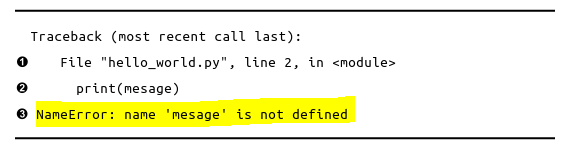 Traceback (most recent call last):
❶ File "hello_world.py", line 2, in <module>
❷ print(mesage)
❸ NameError: name 'mesage' is not defined